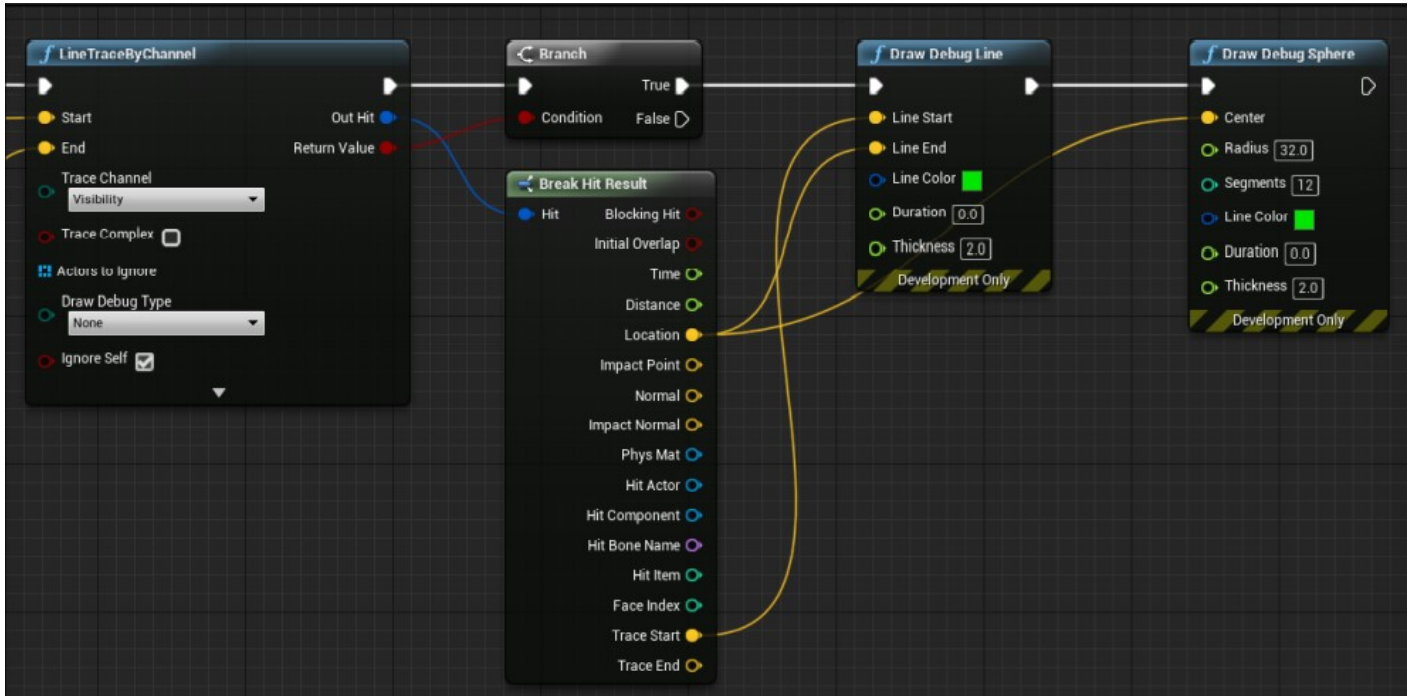 LineTraceByChannel
Start
Out Hit
End
Return Value
Trace Channel
Visibility
Trace Complex
Actors to Ignore
Draw Debug Type
None
Ignore Self
Branch
True
Condition
False
Break Hit Result
Hit
Blocking Hit
Initial Overlap
Time
Distance
Location
Impact Point
Normal
Impact Normal
Phys Mat
Hit Actor
Hit Component
Hit Bone Name
Hit Item
Face Index
Trace Start
Trace End
Draw Debug Line
Line Start
Line End
Line Color
Duration 0.0
Thickness 2.0
Development Only
Draw Debug Sphere
Center
Radius 32.0
Segments 12
Line Color
Duration 0.0
Thickness 2.0
Development Only